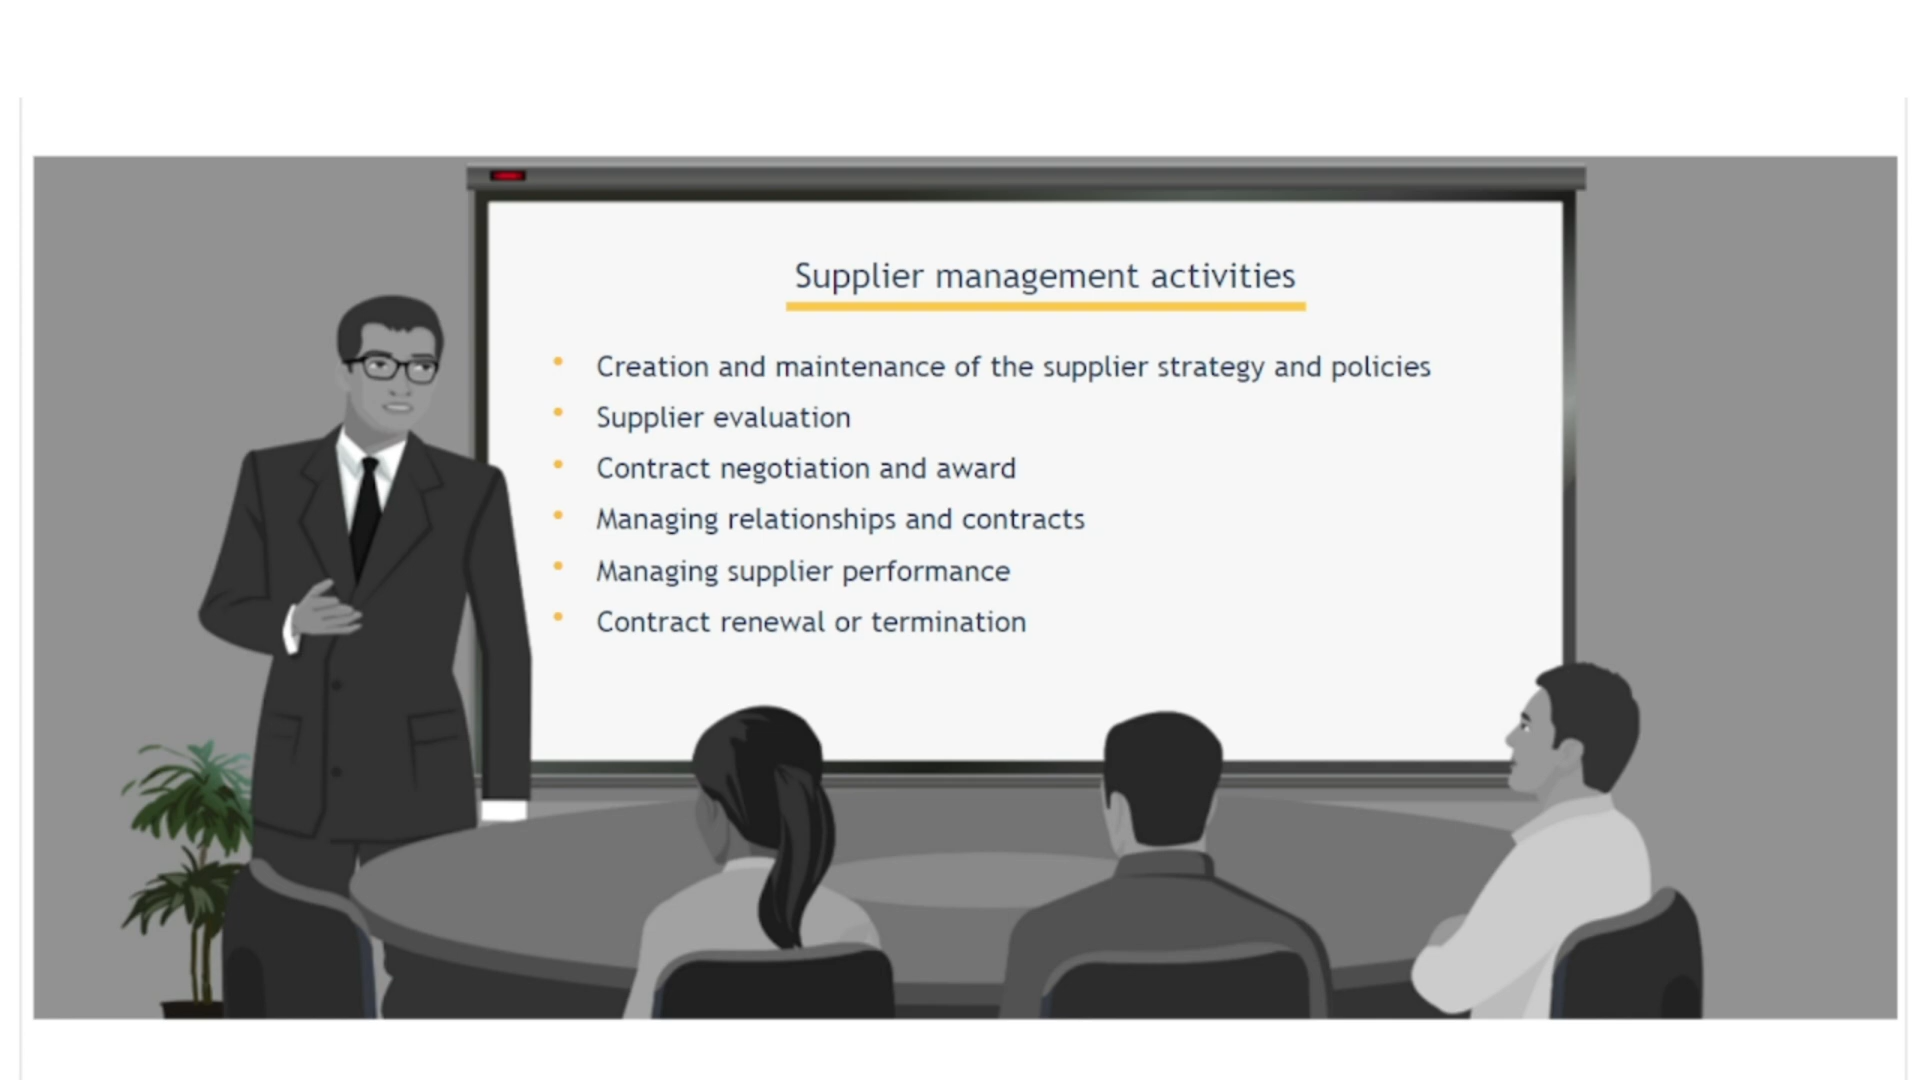 Supplier management activities
• Creation and maintenance of the supplier strategy and policies
• Supplier evaluation
• Contract negotiation and award
• Managing relationships and contracts
• Managing supplier performance
• Contract renewal or termination